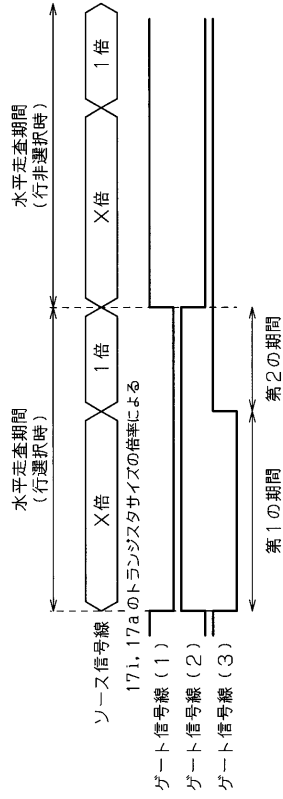 水平走査期間
(行選択時)
水平走査期間
(行非選択時)
ソース信号線
X倍
1倍
X倍
1倍
17i, 17aのトランジスタサイズの倍率による
ゲート信号線 (1)
ゲート信号線 (2)
ゲート信号線 (3)
第1の期間
第2の期間